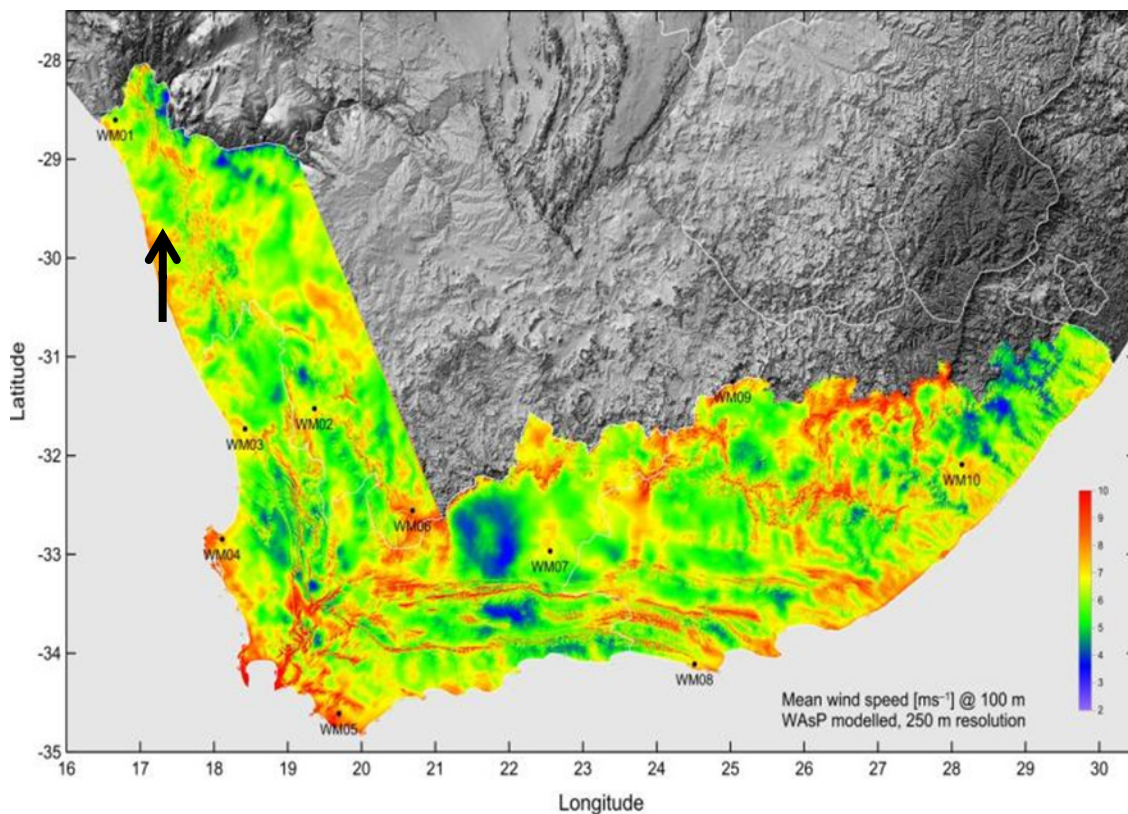 -28
WM01
-29
-30
-31
WM09
WM02
WM03
-32
WM10
10
WM06
9
-33
WM04
WM07
8
7
6
5
-34
WM08
4
Mean wind speed [ms⁻¹] @ 100 m
3
WM05
WAsP modelled, 250 m resolution
2
-35
16 17 18 19 20 21 22 23 24 25 26 27 28 29 30
Longitude
Latitude